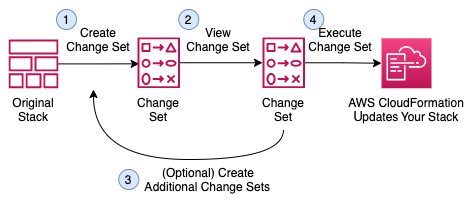 1
Create
Change Set
2
View
Change Set
4
Execute
Change Set
Original
Stack
Change
Set
Change
Set
AWS CloudFormation
Updates Your Stack
3
(Optional) Create
Additional Change Sets